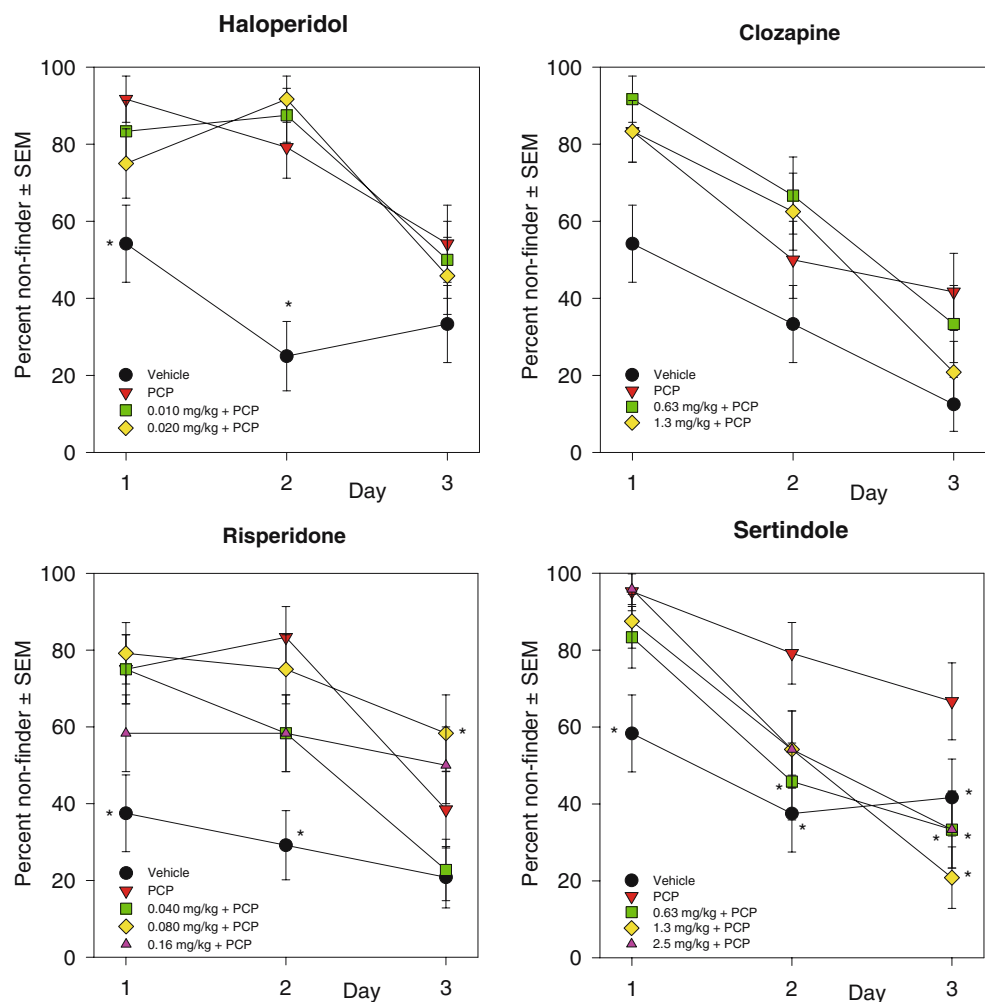 Haloperidol
Percent non-finder ± SEM
100
80
60
40
20
0
*
*
Vehicle
PCP
0.010 mg/kg + PCP
0.020 mg/kg + PCP
1
2
3
Day
Clozapine
Percent non-finder ± SEM
100
80
60
40
20
0
Vehicle
PCP
0.63 mg/kg + PCP
1.3 mg/kg + PCP
1
2
3
Day
Risperidone
Percent non-finder ± SEM
100
80
60
40
20
0
*
*
*
Vehicle
PCP
0.040 mg/kg + PCP
0.080 mg/kg + PCP
0.16 mg/kg + PCP
1
2
3
Day
Sertindole
Percent non-finder ± SEM
100
80
60
40
20
0
*
*
*
*
*
*
*
Vehicle
PCP
0.63 mg/kg + PCP
1.3 mg/kg + PCP
2.5 mg/kg + PCP
1
2
3
Day